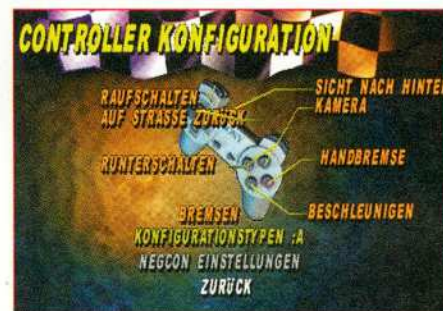 CONTROLLER KONFIGURATION
SICHT NACH HINTEN
RAUFSCHALTEN
KAMERA
AUF STRASSE ZURÜCK
RUNTERSCHALTEN
HANDBREMSE
BREMSEN
BESCHLEUNIGEN
KONFIGURATIONSTYPEN :A
NEGCON EINSTELLUNGEN
ZURÜCK